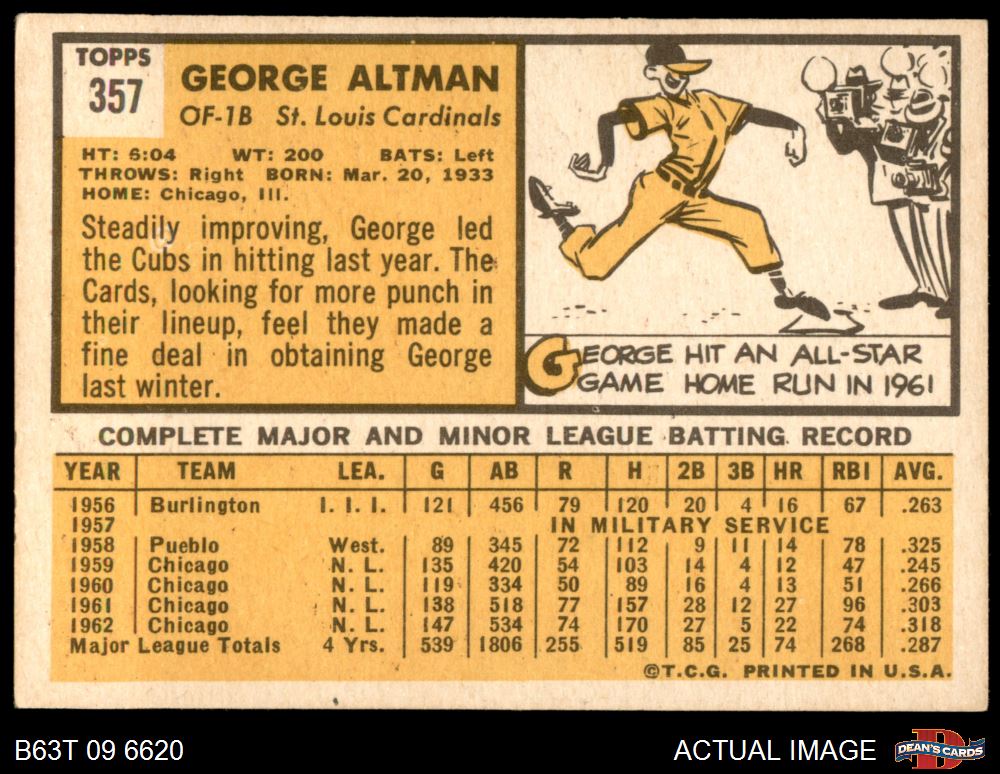 TOPPS
357
GEORGE ALTMAN
OF-1B St. Louis Cardinals
HT: 6:04 WT: 200 BATS: Left
THROWS: Right BORN: Mar. 20, 1933
HOME: Chicago, Ill.
Steadily improving, George led
the Cubs in hitting last year. The
Cards, looking for more punch in
their lineup, feel they made a
fine deal in obtaining George
last winter.
GEORGE HIT AN ALL-STAR
GAME HOME RUN IN 1961
COMPLETE MAJOR AND MINOR LEAGUE BATTING RECORD
YEAR TEAM LEA. G AB R H 2B 3B HR RBI AVG.
1956 Burlington I. I. I. 121 456 79 120 20 4 16 67 .263
1957 IN MILITARY SERVICE
1958 Pueblo West. 89 345 72 112 9 11 14 78 .325
1959 Chicago N. L. 135 420 54 103 14 4 12 47 .245
1960 Chicago N. L. 119 334 50 89 16 4 13 51 .266
1961 Chicago N. L. 138 518 77 157 28 12 27 96 .303
1962 Chicago N. L. 147 534 74 170 27 5 22 74 .318
Major League Totals 4 Yrs. 539 1806 255 519 85 25 74 268 .287
©T.C.G. PRINTED IN U.S.A.
B63T 09 6620
ACTUAL IMAGE
D
DEAN'S CARDS